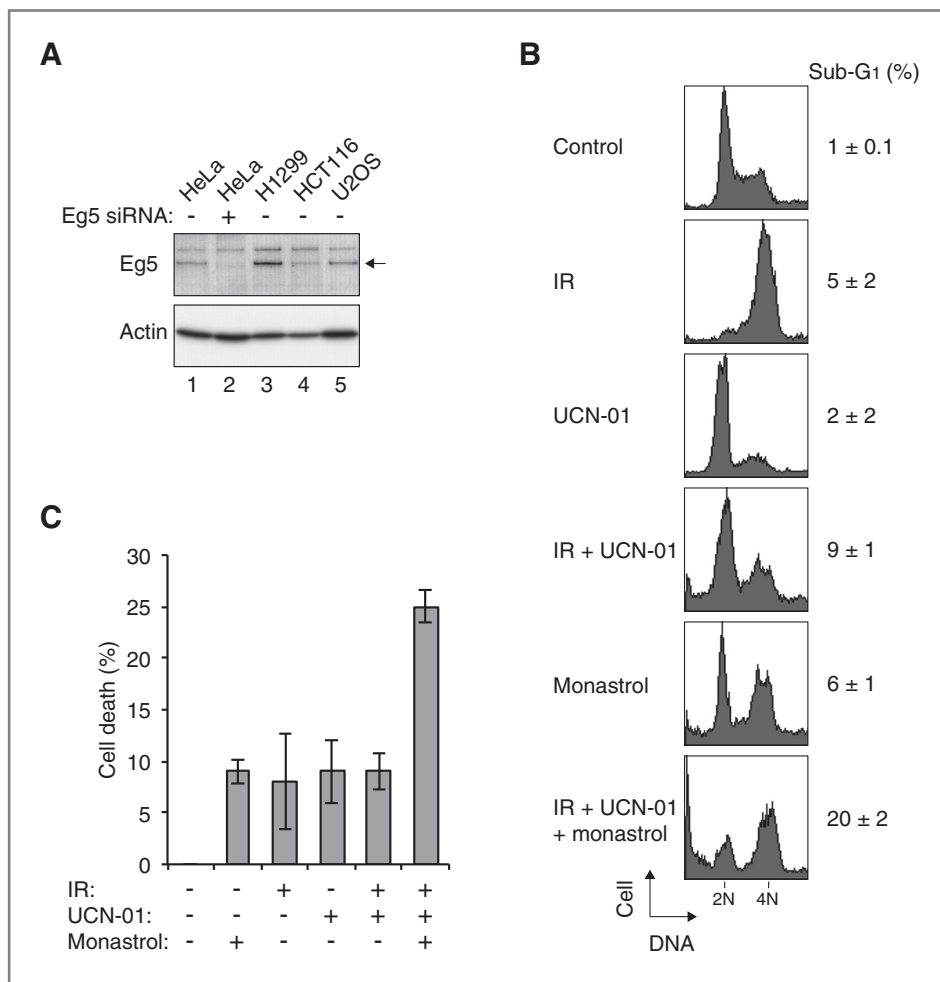 A
HeLa HeLa H1299 HCT116 U2OS
Eg5 siRNA: - + - - -
Eg5
Actin
1 2 3 4 5
B
Sub-G1 (%)
Control 1 ± 0.1
IR 5 ± 2
UCN-01 2 ± 2
IR + UCN-01 9 ± 1
Monastrol 6 ± 1
IR + UCN-01
+ monastrol 20 ± 2
2N 4N
Cell
DNA
C
Cell death (%)
30
25
20
15
10
5
0
IR: - - + - + +
UCN-01: - - - + + +
Monastrol: - + - - - +